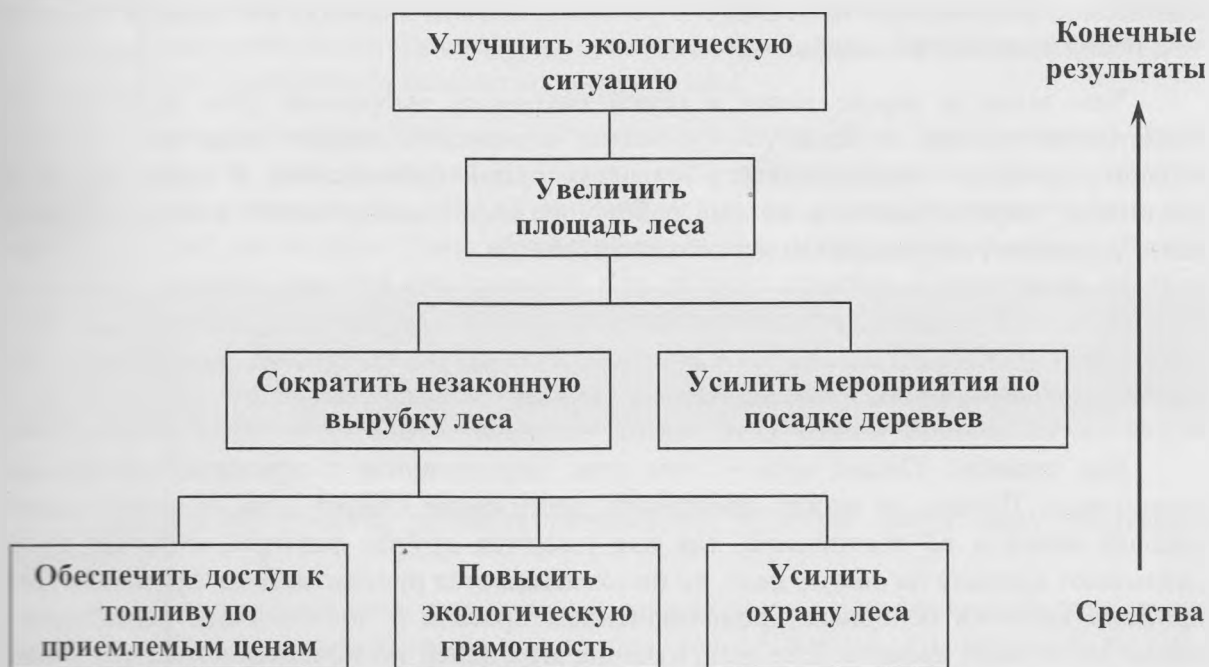 Улучшить экологическую
ситуацию
Конечные
результаты
Увеличить
площадь леса
Сократить незаконную
вырубку леса
Усилить мероприятия по
посадке деревьев
Обеспечить доступ к
топливу по
приемлемым ценам
Повысить
экологическую
грамотность
Усилить
охрану леса
Средства